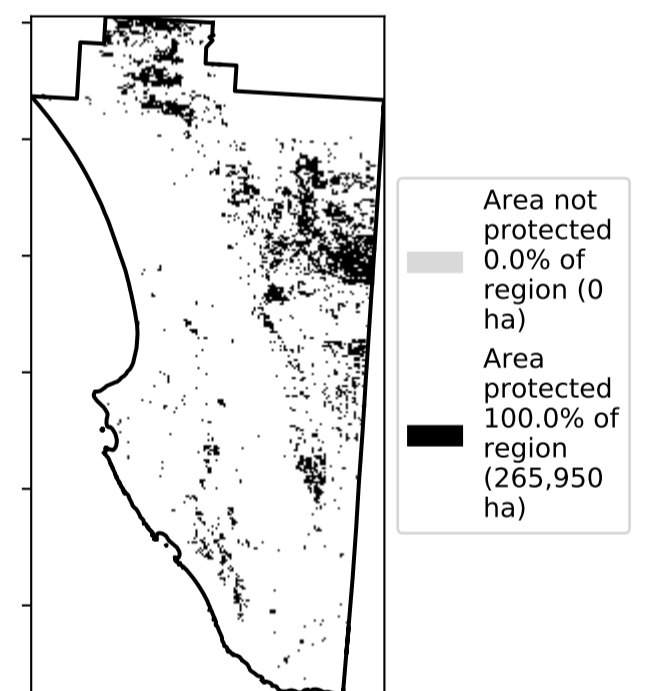 Area not
protected
0.0% of
region (0
ha)
Area
protected
100.0% of
region
(265,950
ha)